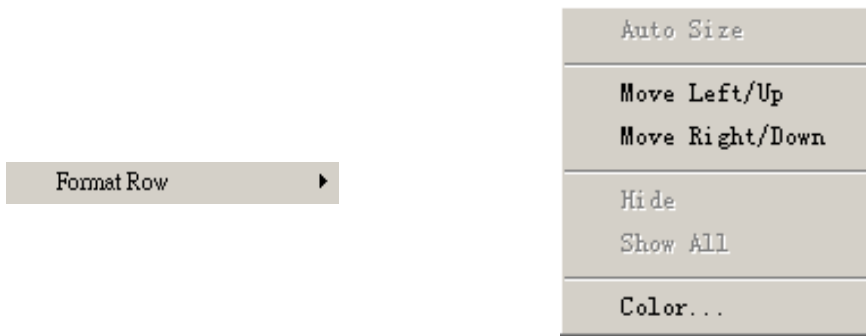 Format Row
Auto Size
Move Left/Up
Move Right/Down
Hide
Show All
Color...